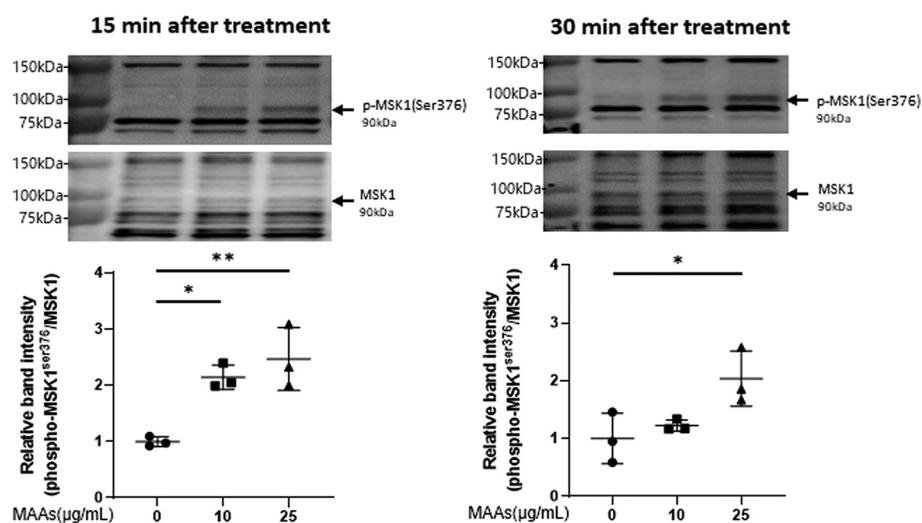 15 min after treatment
150kDa
100kDa
75kDa
p-MSK1(Ser376)
90kDa
150kDa
100kDa
75kDa
MSK1
90kDa
**
*
Relative band intensity
(phospho-MSK1ser376/MSK1)
4
3
2
1
0
MAAs(μg/mL) 0 10 25
30 min after treatment
150kDa
100kDa
75kDa
p-MSK1(Ser376)
90kDa
150kDa
100kDa
75kDa
MSK1
90kDa
*
Relative band intensity
(phospho-MSK1ser376/MSK1)
4
3
2
1
0
MAAs(μg/mL) 0 10 25